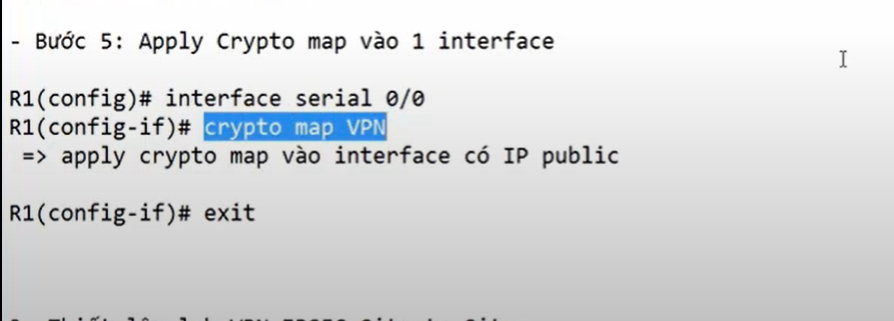 - Bước 5: Apply Crypto map vào 1 interface
R1(config)# interface serial 0/0
R1(config-if)# crypto map VPN
=> apply crypto map vào interface có IP public
R1(config-if)# exit